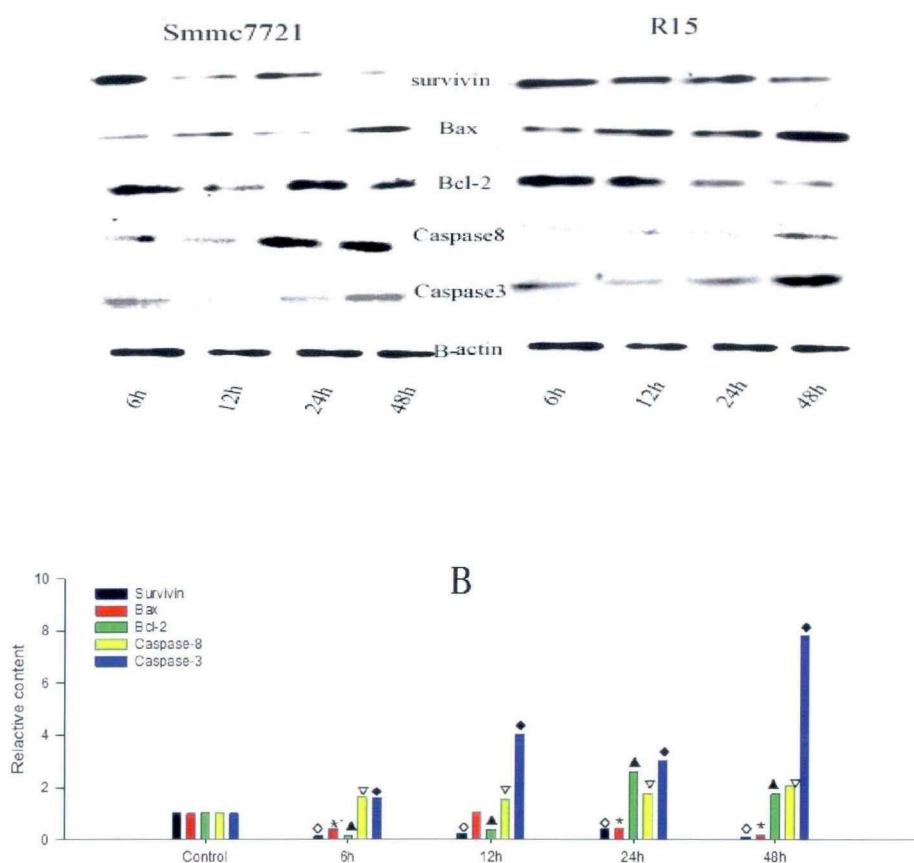 Smmc7721 R15
survivin
Bax
Bcl-2
Caspase8
Caspase3
B-actin
6h 12h 24h 48h 6h 12h 24h 48h
B
10
8
6
4
2
0
Relactive content
Survivin
Bax
Bcl-2
Caspase-8
Caspase-3
Control 6h 12h 24h 48h